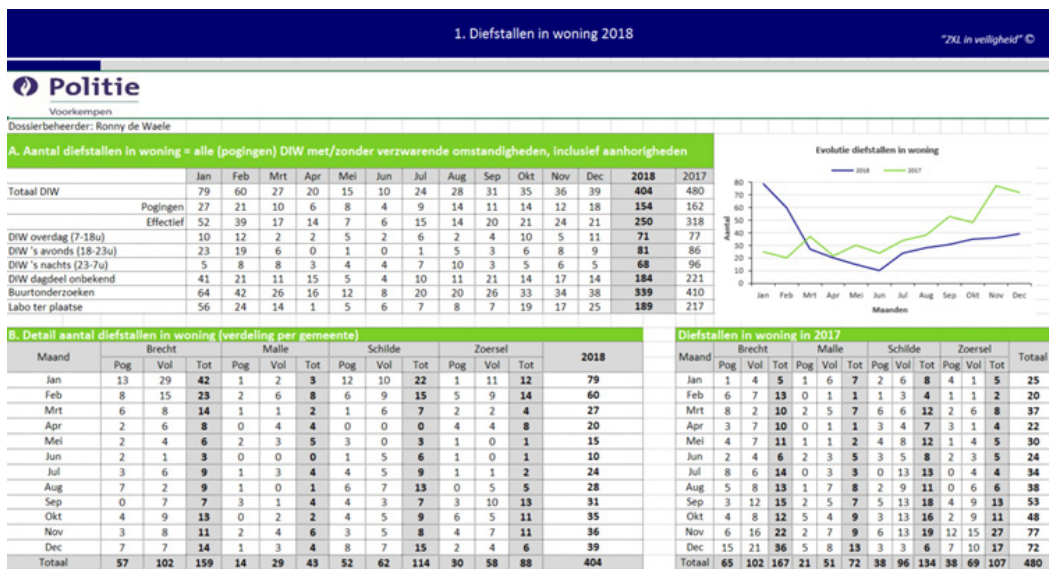 1. Diefstallen in woning 2018
"2XL in veiligheid" ©
Politie
Voorkempen
Dossierbeheerder: Ronny de Waele
A. Aantal diefstallen in woning = alle (pogingen) DIW met/zonder verzwarende omstandigheden, inclusief aanhorigheden
Jan Feb Mrt Apr Mei Jun Jul Aug Sep Okt Nov Dec 2018 2017
Totaal DIW 79 60 27 20 15 10 24 28 31 35 36 39 404 480
Pogingen 27 21 10 6 8 4 9 14 11 14 12 18 154 162
Effectief 52 39 17 14 7 6 15 14 20 21 24 21 250 318
DIW overdag (7-18u) 10 12 2 2 5 2 6 2 4 10 5 11 71 77
DIW 's avonds (18-23u) 23 19 6 0 1 0 1 5 3 6 8 9 81 86
DIW 's nachts (23-7u) 5 8 8 3 4 4 7 10 3 5 6 5 68 96
DIW dagdeel onbekend 41 21 11 15 5 4 10 11 21 14 17 14 184 221
Buurtonderzoeken 64 42 26 16 12 8 20 20 26 33 34 38 339 410
Labo ter plaatse 56 24 14 1 5 6 7 8 7 19 17 25 189 217
Evolutie diefstallen in woning
2018 2017
Aantal
80
70
60
50
40
30
20
10
0
Jan Feb Mrt Apr Mei Jun Jul Aug Sep Okt Nov Dec
Maanden
B. Detail aantal diefstallen in woning (verdeling per gemeente)
Maand Brecht Malle Schilde Zoersel 2018
Pog Vol Tot Pog Vol Tot Pog Vol Tot Pog Vol Tot
Jan 13 29 42 1 2 3 12 10 22 1 11 12 79
Feb 8 15 23 2 6 8 6 9 15 5 9 14 60
Mrt 6 8 14 1 1 2 1 6 7 2 2 4 27
Apr 2 6 8 0 4 4 0 0 0 4 4 8 20
Mei 2 4 6 2 3 5 3 0 3 1 0 1 15
Jun 2 1 3 0 0 0 1 5 6 1 0 1 10
Jul 3 6 9 1 3 4 4 5 9 1 1 2 24
Aug 7 2 9 1 0 1 6 7 13 0 5 5 28
Sep 0 7 7 3 1 4 4 3 7 3 10 13 31
Okt 4 9 13 0 2 2 4 5 9 6 5 11 35
Nov 3 8 11 2 4 6 3 5 8 4 7 11 36
Dec 7 7 14 1 3 4 8 7 15 2 4 6 39
Totaal 57 102 159 14 29 43 52 62 114 30 58 88 404
Diefstallen in woning in 2017
Maand Brecht Malle Schilde Zoersel Totaal
Pog Vol Tot Pog Vol Tot Pog Vol Tot Pog Vol Tot
Jan 1 4 5 1 6 7 2 6 8 4 1 5 25
Feb 6 7 13 0 1 1 1 3 4 1 1 2 20
Mrt 8 2 10 2 5 7 6 6 12 2 6 8 37
Apr 3 7 10 0 1 1 3 4 7 3 1 4 22
Mei 4 7 11 1 1 2 4 8 12 1 4 5 30
Jun 2 4 6 2 3 5 3 5 8 2 3 5 24
Jul 8 6 14 0 3 3 0 13 13 0 4 4 34
Aug 5 8 13 1 7 8 2 9 11 0 6 6 38
Sep 3 12 15 2 5 7 5 13 18 4 9 13 53
Okt 4 8 12 5 4 9 3 13 16 2 9 11 48
Nov 6 16 22 2 7 9 6 13 19 12 15 27 77
Dec 15 21 36 5 8 13 3 3 6 7 10 17 72
Totaal 65 102 167 21 51 72 38 96 134 38 69 107 480